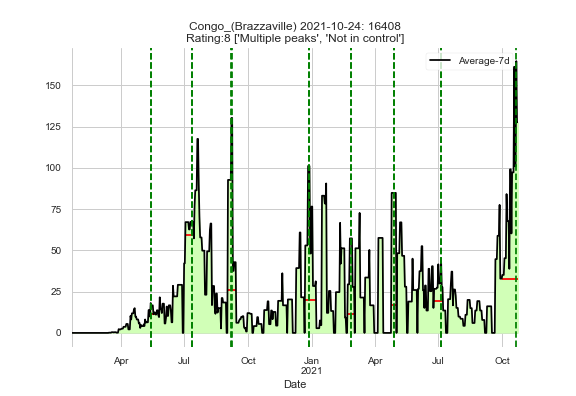 Congo_(Brazzaville) 2021-10-24: 16408
Rating:8 ['Multiple peaks', 'Not in control']
Average-7d
150
125
100
75
50
25
0
Apr Jul Oct Jan Apr Jul Oct
2021
Date